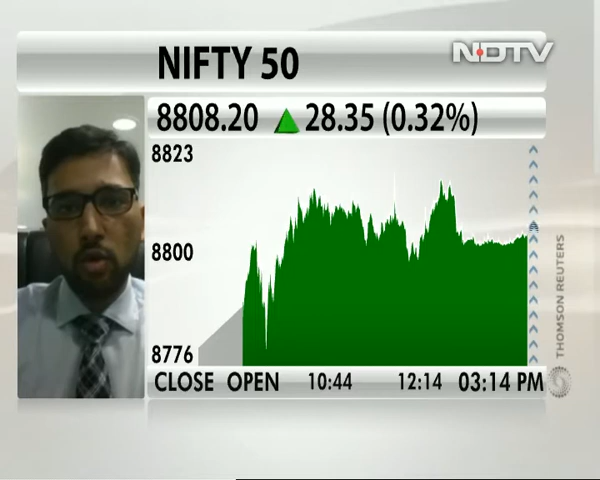 NIFTY 50
NDTV
8808.20 ▲ 28.35 (0.32%)
8823
8800
8776
CLOSE OPEN 10:44 12:14 03:14 PM
THOMSON REUTERS